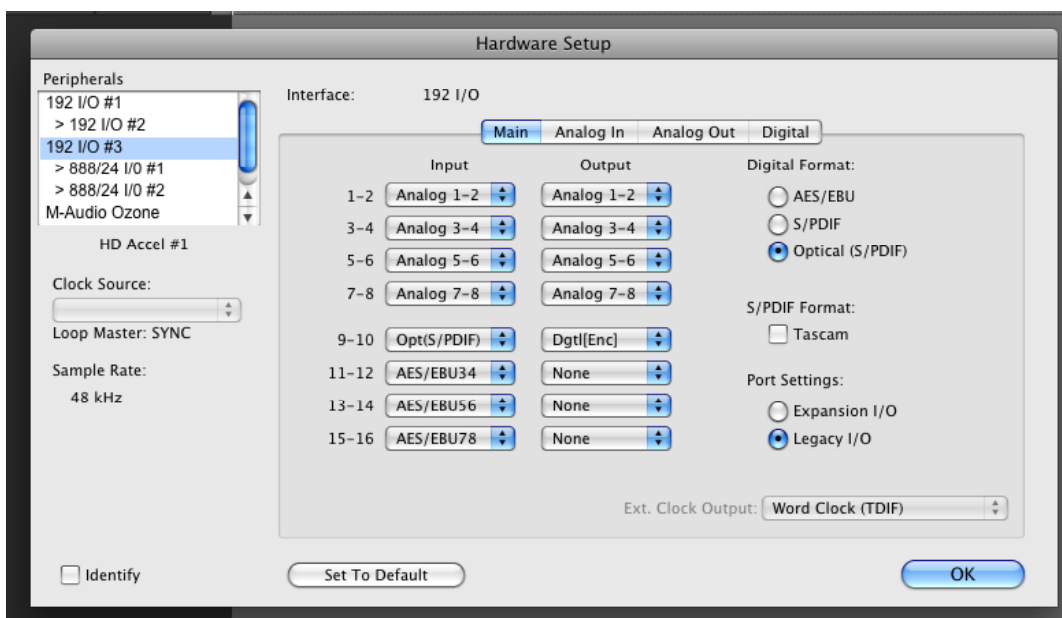 Hardware Setup
Peripherals
192 I/O #1
> 192 I/O #2
192 I/O #3
> 888/24 I/0 #1
> 888/24 I/0 #2
M-Audio Ozone
HD Accel #1
Clock Source:
Loop Master: SYNC
Sample Rate:
48 kHz
Identify
Interface: 192 I/O
Main Analog In Analog Out Digital
Input Output
1-2 Analog 1-2 Analog 1-2
3-4 Analog 3-4 Analog 3-4
5-6 Analog 5-6 Analog 5-6
7-8 Analog 7-8 Analog 7-8
9-10 Opt(S/PDIF) Dgtl[Enc]
11-12 AES/EBU34 None
13-14 AES/EBU56 None
15-16 AES/EBU78 None
Digital Format:
AES/EBU
S/PDIF
Optical (S/PDIF)
S/PDIF Format:
Tascam
Port Settings:
Expansion I/O
Legacy I/O
Ext. Clock Output: Word Clock (TDIF)
Set To Default
OK